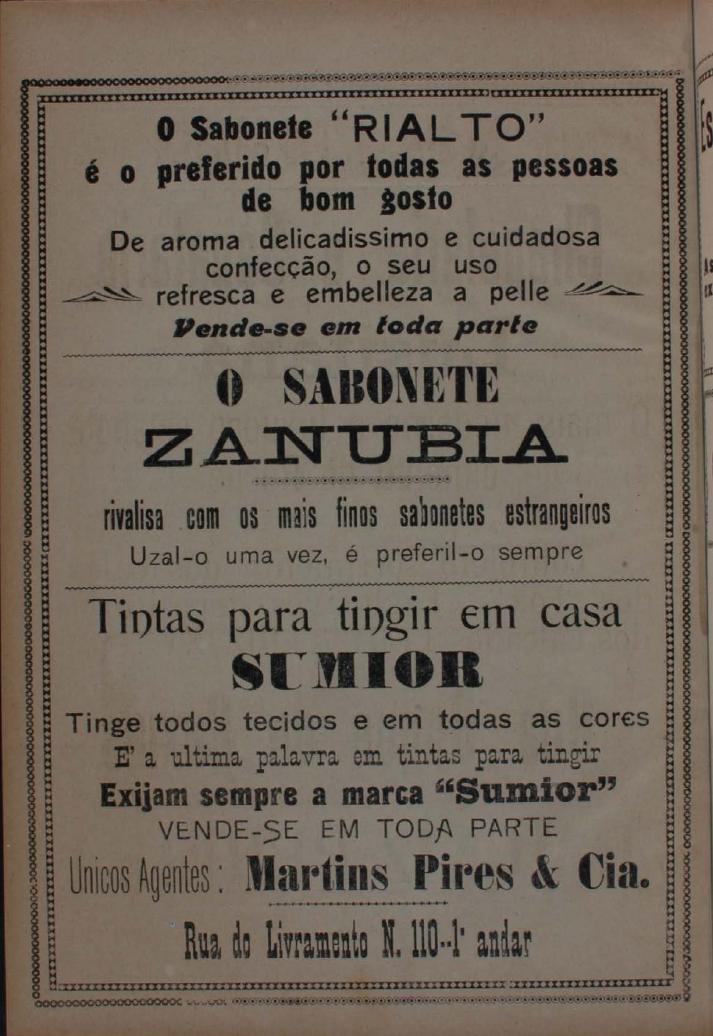 O Sabonete "RIALTO"
é o preferido por todas as pessoas
de bom gosto
De aroma delicadissimo e cuidadosa
confecção, o seu uso
refresca e embelleza a pelle
Vende-se em toda parte
O SABONETE
ZANUBIA
rivalisa com os mais finos sabonetes estrangeiros
Uzal-o uma vez, é preferil-o sempre
Tintas para tingir em casa
SUMIOR
Tinge todos tecidos e em todas as cores
E' a ultima palavra em tintas para tingir
Exijam sempre a marca "Sumior"
VENDE-SE EM TODA PARTE
Unicos Agentes: Martins Pires & Cia.
Rua do Livramento N. 110--1º andar